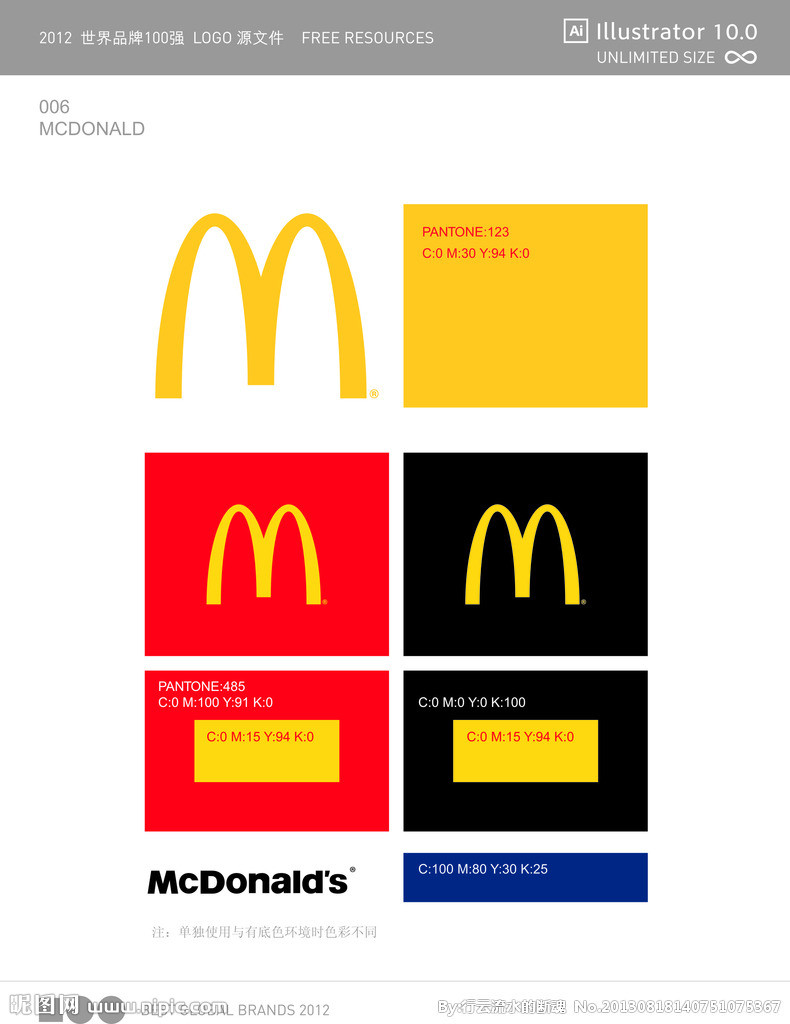 2012 世界品牌100强 LOGO 源文件 FREE RESOURCES
Ai Illustrator 10.0
UNLIMITED SIZE
006
MCDONALD
®
PANTONE:123
C:0 M:30 Y:94 K:0
®
®
PANTONE:485
C:0 M:100 Y:91 K:0
C:0 M:15 Y:94 K:0
C:0 M:0 Y:0 K:100
C:0 M:15 Y:94 K:0
McDonald's®
C:100 M:80 Y:30 K:25
注：单独使用与有底色环境时色彩不同
昵图网 www.nipic.com
BEST GLOBAL BRANDS 2012
By:行云流水的断魂 No.20130818140751075367